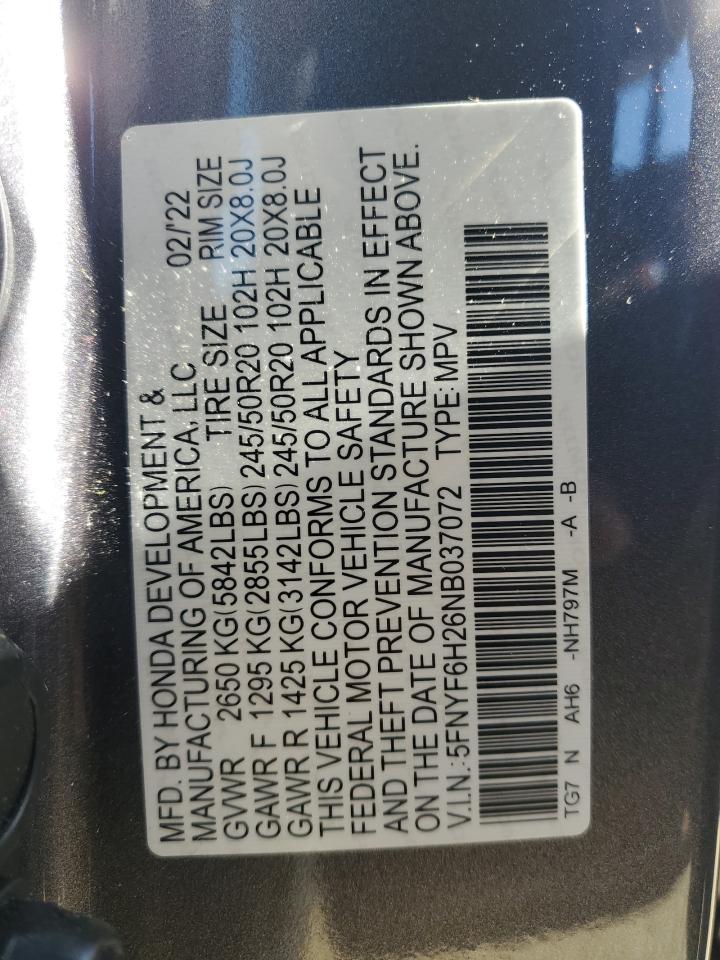 MFD. BY HONDA DEVELOPMENT &
MANUFACTURING OF AMERICA, LLC 02/'22
GVWR 2650 KG(5842LBS) TIRE SIZE RIM SIZE
GAWR F 1295 KG(2855LBS) 245/50R20 102H 20X8.0J
GAWR R 1425 KG(3142LBS) 245/50R20 102H 20X8.0J
THIS VEHICLE CONFORMS TO ALL APPLICABLE
FEDERAL MOTOR VEHICLE SAFETY
AND THEFT PREVENTION STANDARDS IN EFFECT
ON THE DATE OF MANUFACTURE SHOWN ABOVE.
V.I.N.: 5FNYF6H26NB037072 TYPE: MPV
TG7 N AH6 -NH797M -A -B